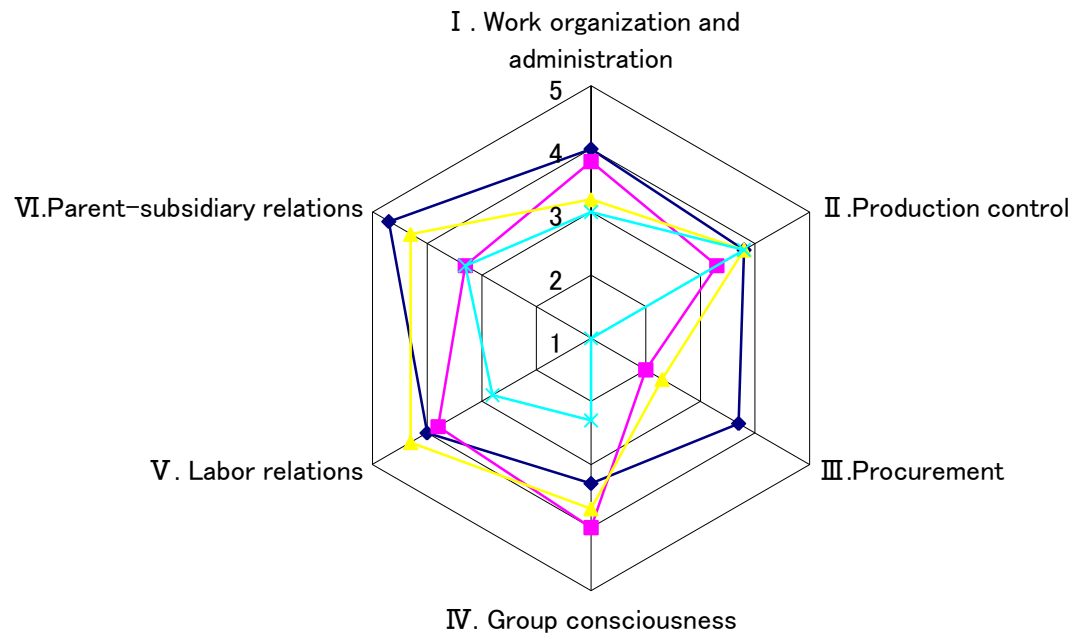 Ⅰ. Work organization and
administration
5
4
Ⅵ.Parent-subsidiary relations
Ⅱ.Production control
3
2
1
Ⅴ. Labor relations
Ⅲ.Procurement
Ⅳ. Group consciousness